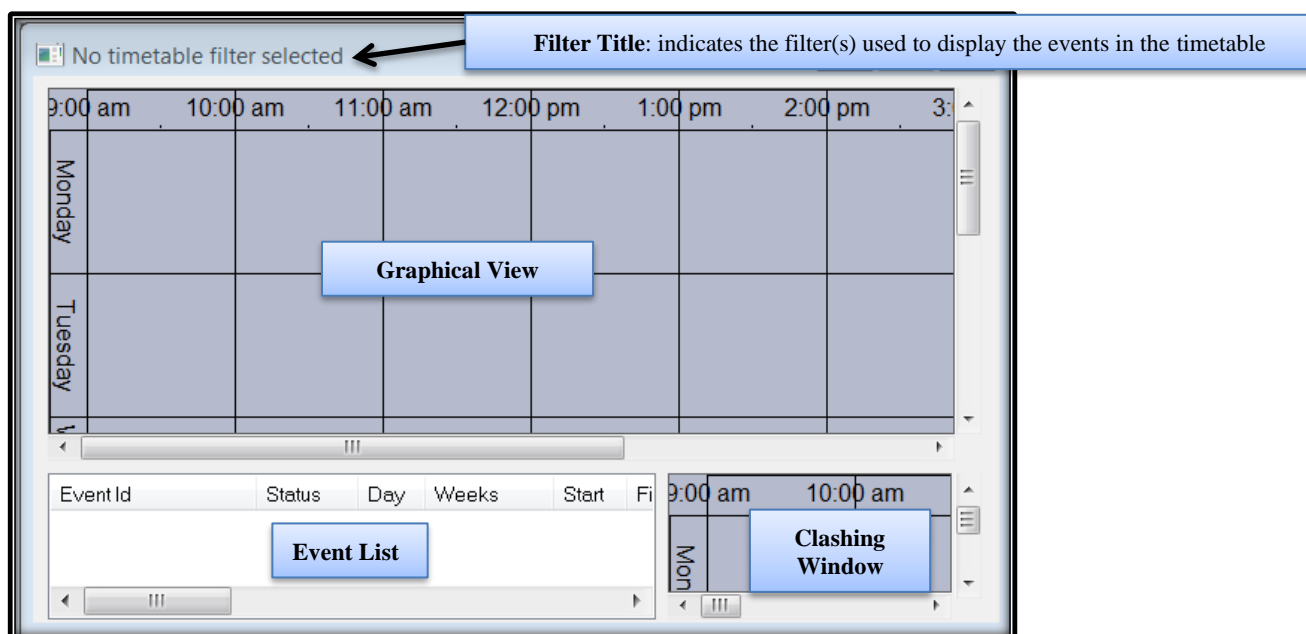 Filter Title: indicates the filter(s) used to display the events in the timetable
No timetable filter selected
9:00 am 10:00 am 11:00 am 12:00 pm 1:00 pm 2:00 pm 3:
Monday
Graphical View
Tuesday
Event Id Status Day Weeks Start Fi
Event List
9:00 am 10:00 am
Mon
Clashing
Window